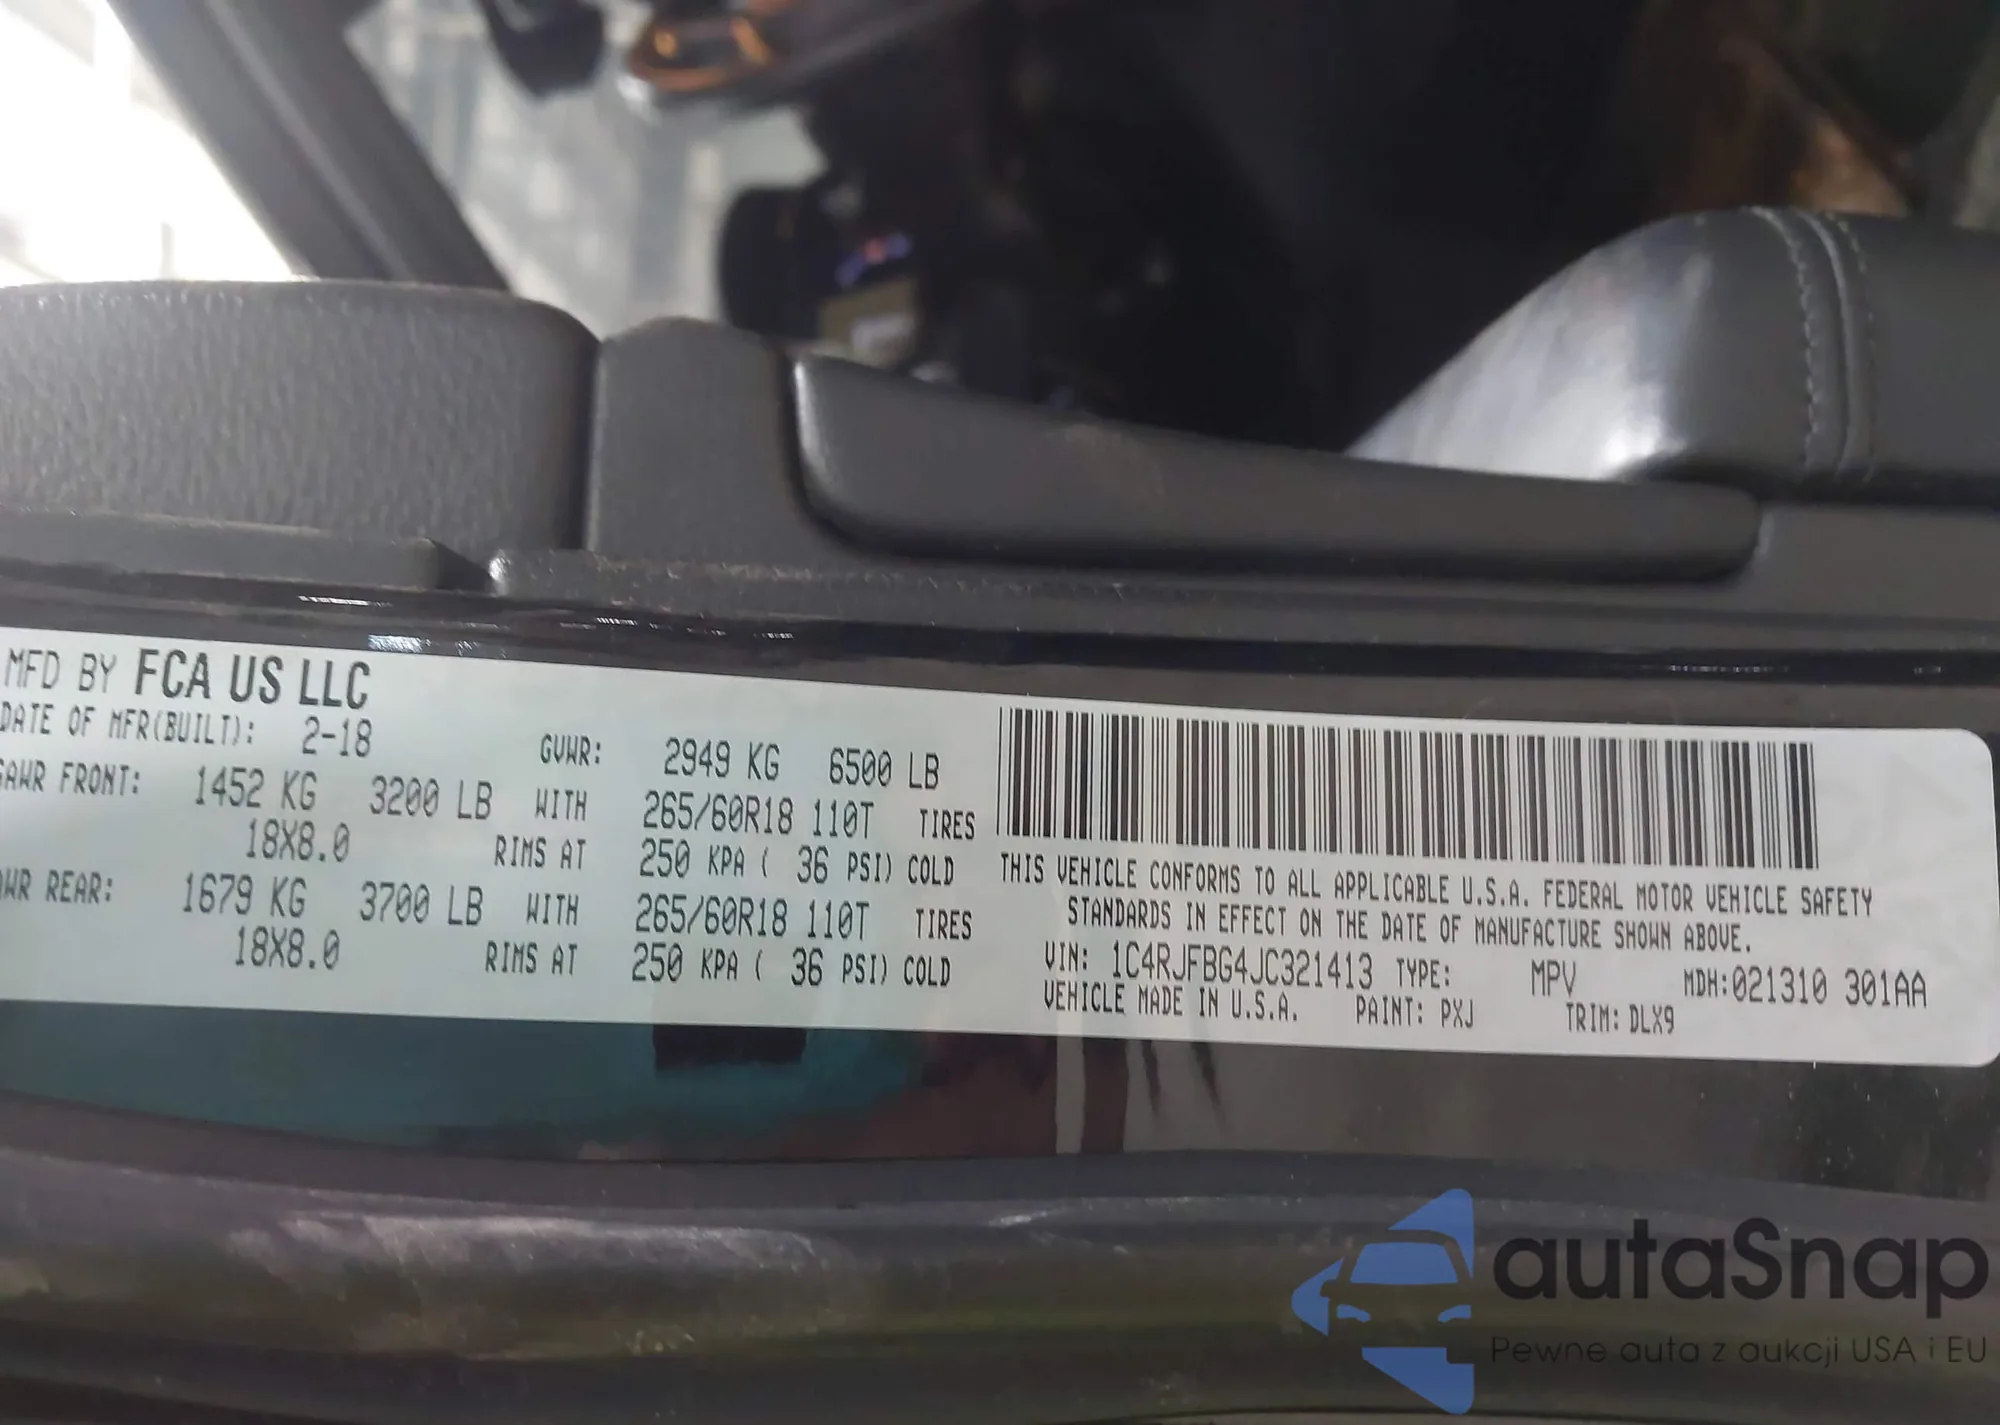 MFD BY FCA US LLC
DATE OF MFR(BUILT): 2-18
GVWR: 2949 KG 6500 LB
GAWR FRONT: 1452 KG 3200 LB WITH 265/60R18 110T TIRES
18X8.0 RIMS AT 250 KPA ( 36 PSI) COLD
WR REAR: 1679 KG 3700 LB WITH 265/60R18 110T TIRES
18X8.0 RIMS AT 250 KPA ( 36 PSI) COLD
THIS VEHICLE CONFORMS TO ALL APPLICABLE U.S.A. FEDERAL MOTOR VEHICLE SAFETY
STANDARDS IN EFFECT ON THE DATE OF MANUFACTURE SHOWN ABOVE.
VIN: 1C4RJFBG4JC321413 TYPE: MPV MDH:021310 301AA
VEHICLE MADE IN U.S.A. PAINT: PXJ TRIM: DLX9
autaSnap
Pewne auta z aukcji USA i EU